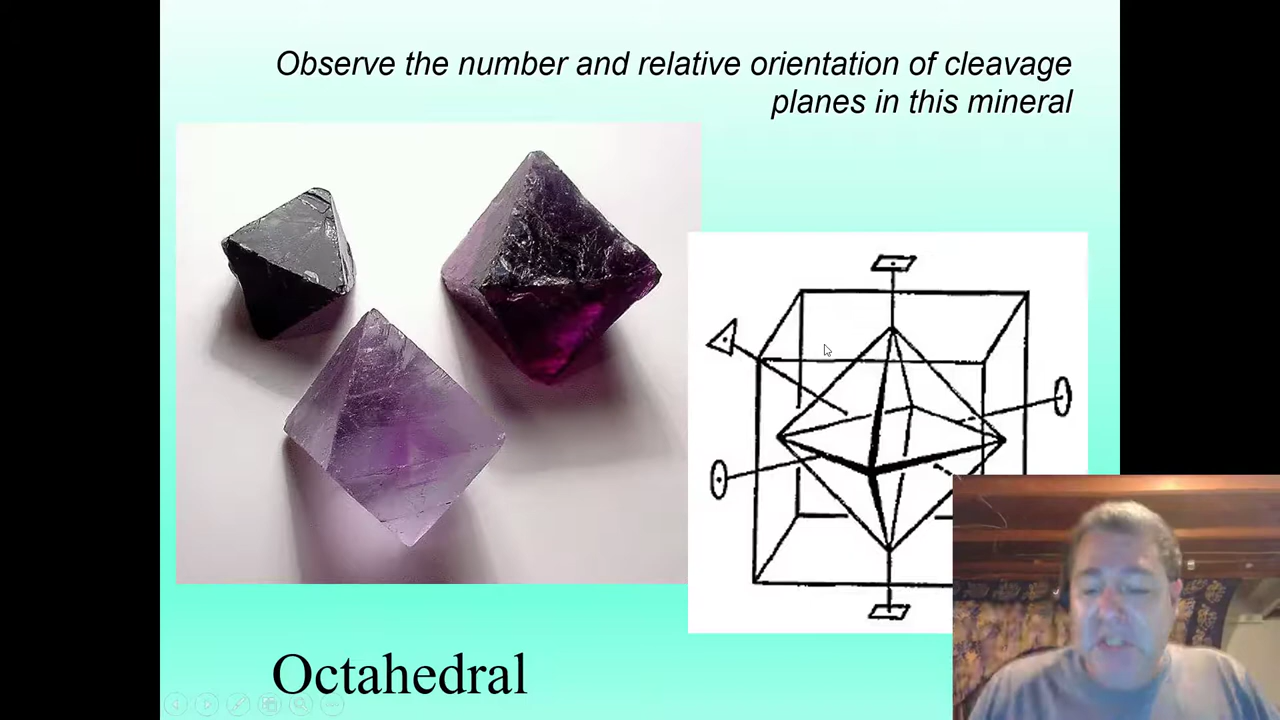 Observe the number and relative orientation of cleavage
planes in this mineral
Octahedral